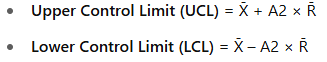 • Upper Control Limit (UCL) = X̄ + A2 × R̄
• Lower Control Limit (LCL) = X̄ – A2 × R̄